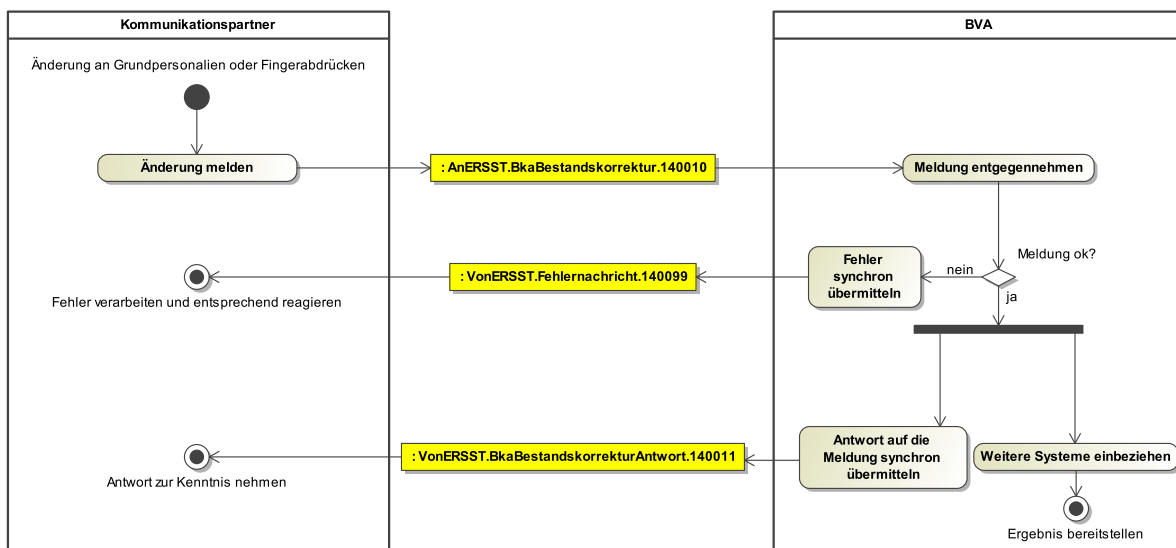 Kommunikationspartner
BVA
Änderung an Grundpersonalien oder Fingerabdrücken
Änderung melden
: AnERSST.BkaBestandskorrektur.140010
Meldung entgegennehmen
Meldung ok?
nein
ja
Fehler
synchron
übermitteln
: VonERSST.Fehlernachricht.140099
Fehler verarbeiten und entsprechend reagieren
Antwort auf die
Meldung synchron
übermitteln
Weitere Systeme einbeziehen
: VonERSST.BkaBestandskorrekturAntwort.140011
Antwort zur Kenntnis nehmen
Ergebnis bereitstellen